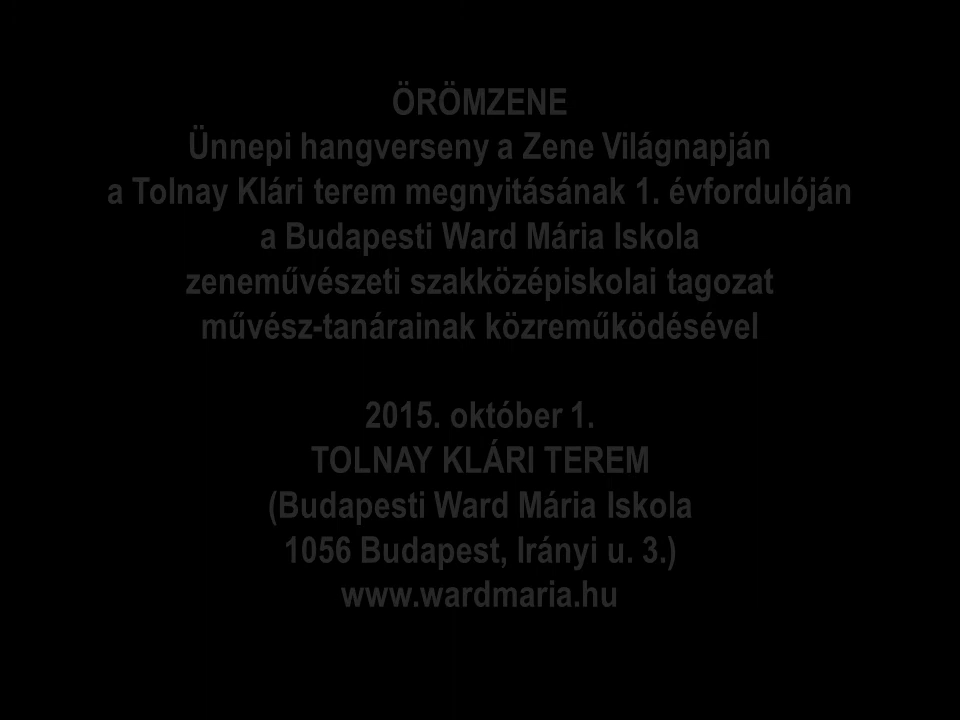 ÖRÖMZENE
Ünnepi hangverseny a Zene Világnapján
a Tolnay Klári terem megnyitásának 1. évfordulóján
a Budapesti Ward Mária Iskola
zeneművészeti szakközépiskolai tagozat
művész-tanárainak közreműködésével
2015. október 1.
TOLNAY KLÁRI TEREM
(Budapesti Ward Mária Iskola
1056 Budapest, Irányi u. 3.)
www.wardmaria.hu